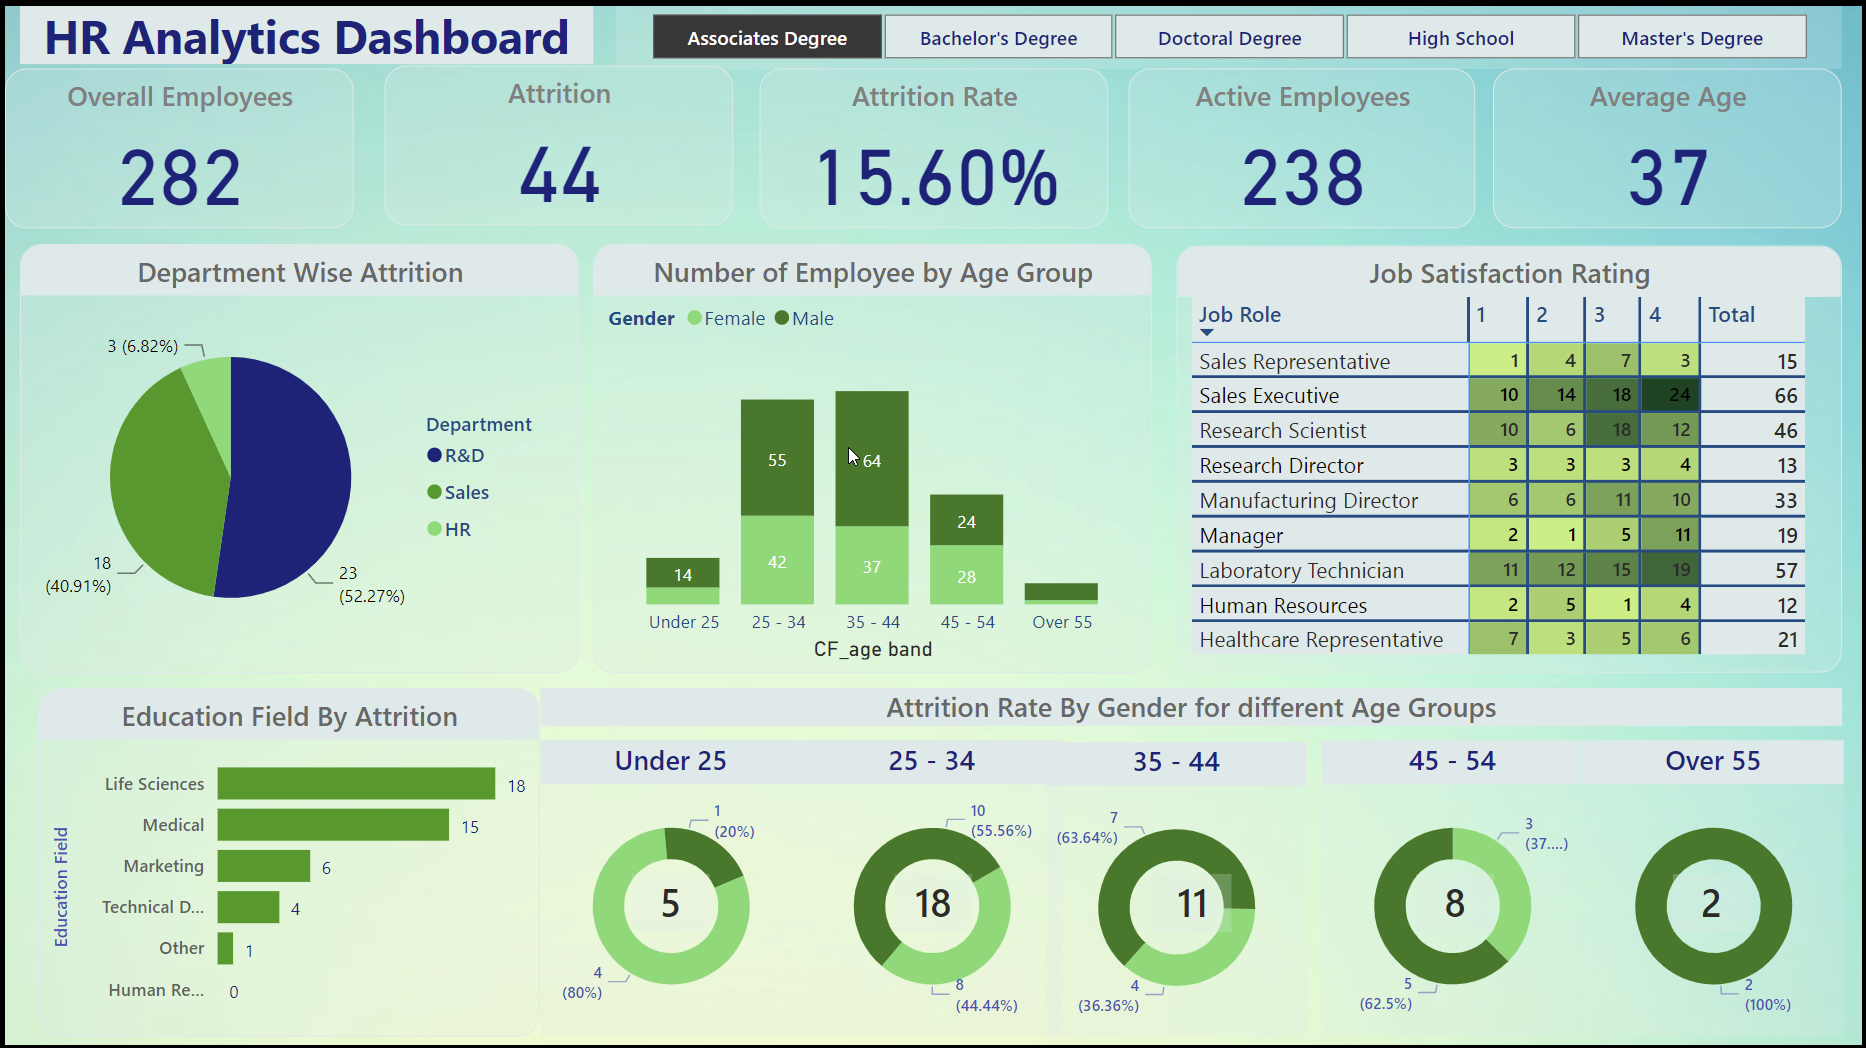 HR Analytics Dashboard
Associates Degree
Bachelor's Degree
Doctoral Degree
High School
Master's Degree
Overall Employees
282
Attrition
44
Attrition Rate
15.60%
Active Employees
238
Average Age
37
Department Wise Attrition
3 (6.82%)
18
(40.91%)
23
(52.27%)
Department
R&D
Sales
HR
Number of Employee by Age Group
Gender Female Male
14
55
42
64
37
24
28
Under 25 25 - 34 35 - 44 45 - 54 Over 55
CF_age band
Job Satisfaction Rating
Job Role 1 2 3 4 Total
Sales Representative 1 4 7 3 15
Sales Executive 10 14 18 24 66
Research Scientist 10 6 18 12 46
Research Director 3 3 3 4 13
Manufacturing Director 6 6 11 10 33
Manager 2 1 5 11 19
Laboratory Technician 11 12 15 19 57
Human Resources 2 5 1 4 12
Healthcare Representative 7 3 5 6 21
Education Field By Attrition
Education Field
Life Sciences 18
Medical 15
Marketing 6
Technical D... 4
Other 1
Human Re... 0
Attrition Rate By Gender for different Age Groups
Under 25
1
(20%)
5
4
(80%)
25 - 34
10
(55.56%)
18
8
(44.44%)
35 - 44
7
(63.64%)
11
4
(36.36%)
45 - 54
3
(37....)
8
5
(62.5%)
Over 55
2
2
(100%)